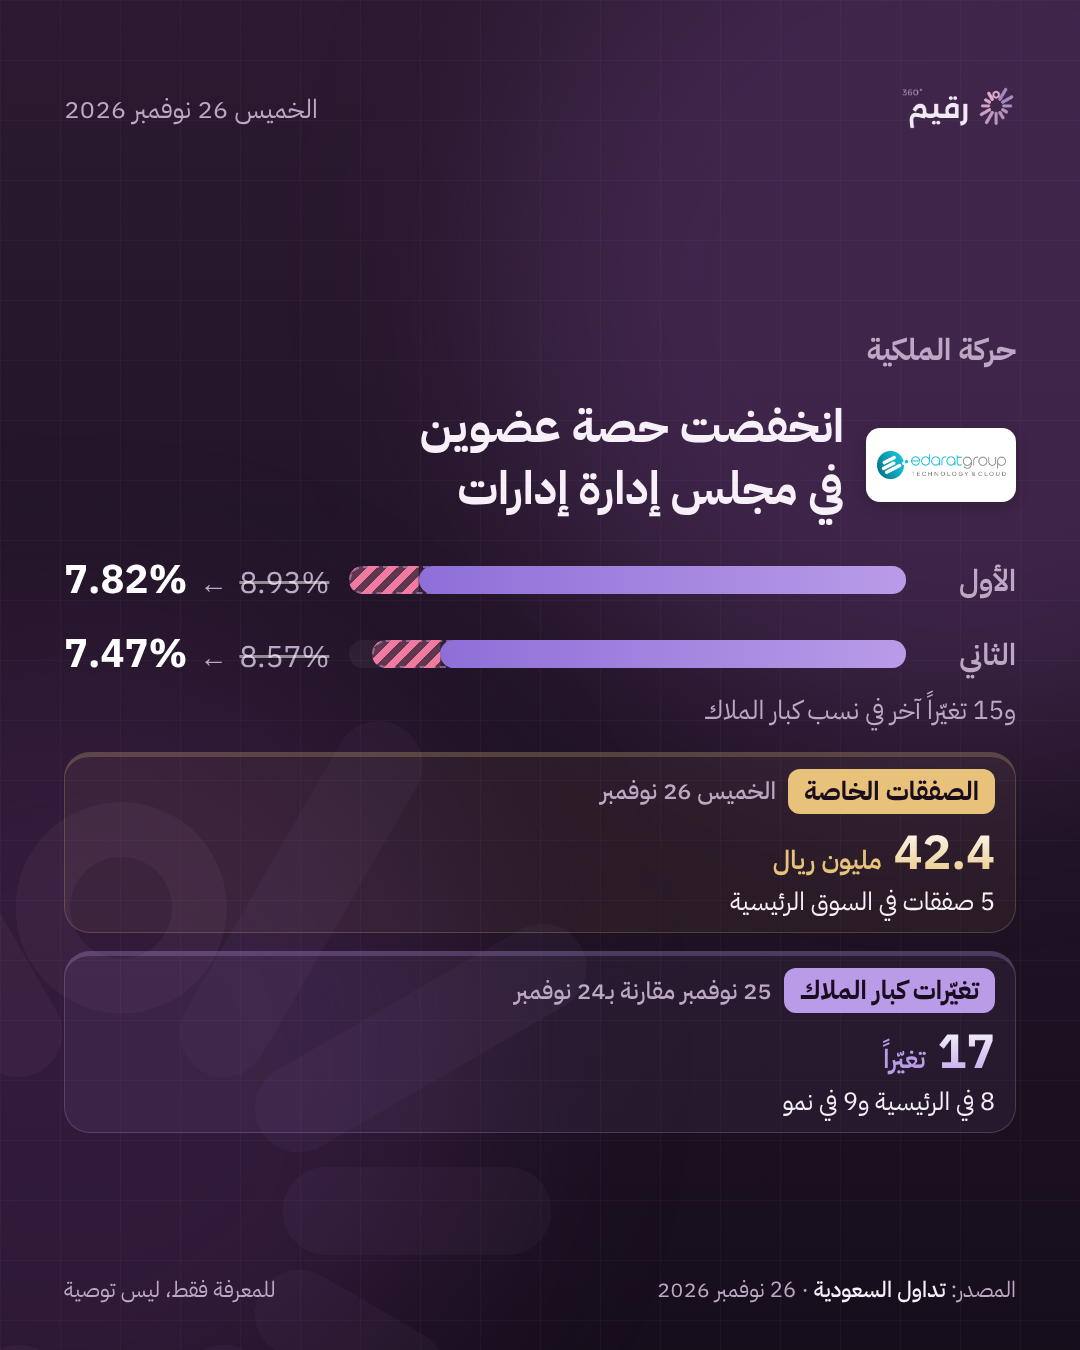 رقيم
360°
الخميس 26 نوفمبر 2026
حركة الملكية
edaratgroup
TECHNOLOGY & CLOUD
انخفضت حصة عضوين
في مجلس إدارة إدارات
الأول 8.93% ← 7.82%
الثاني 8.57% ← 7.47%
و15 تغيّراً آخر في نسب كبار الملاك
الصفقات الخاصة الخميس 26 نوفمبر
42.4 مليون ريال
5 صفقات في السوق الرئيسية
تغيّرات كبار الملاك 25 نوفمبر مقارنة بـ24 نوفمبر
17 تغيّراً
8 في الرئيسية و9 في نمو
المصدر: تداول السعودية · 26 نوفمبر 2026
للمعرفة فقط، ليس توصية